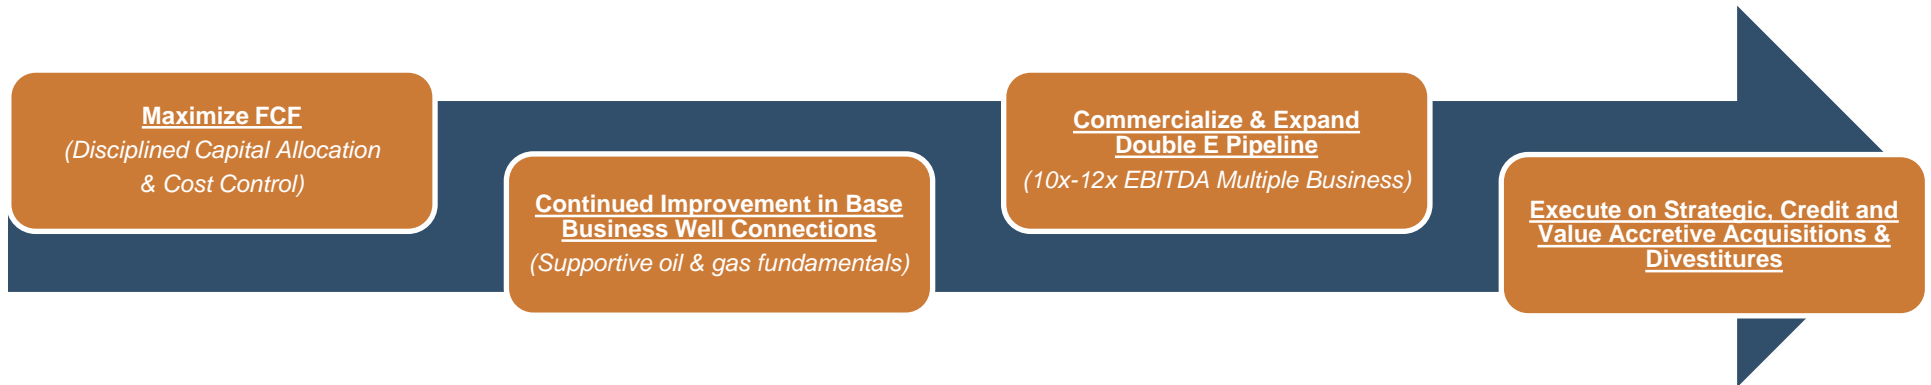 Maximize FCF
(Disciplined Capital Allocation
& Cost Control)
Continued Improvement in Base
Business Well Connections
(Supportive oil & gas fundamentals)
Commercialize & Expand
Double E Pipeline
(10x-12x EBITDA Multiple Business)
Execute on Strategic, Credit and
Value Accretive Acquisitions &
Divestitures